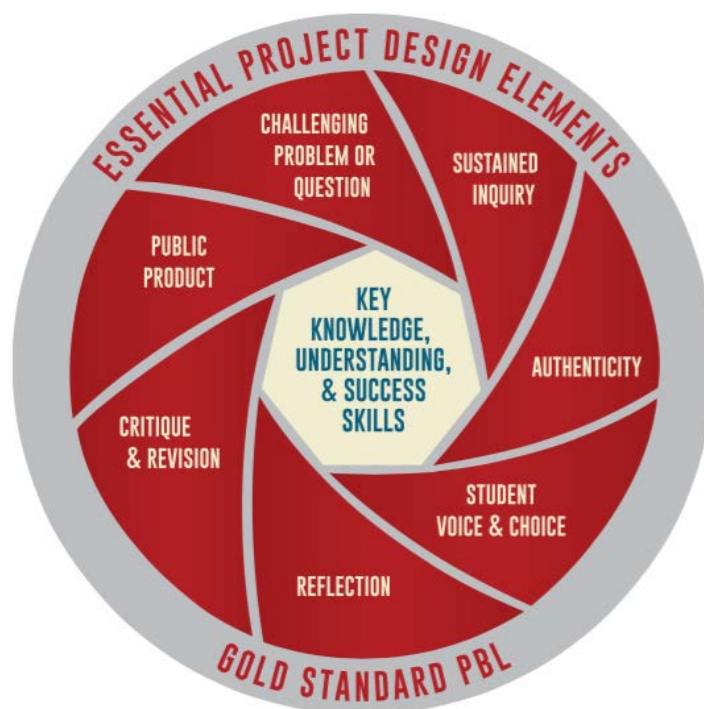 ESSENTIAL PROJECT DESIGN ELEMENTS
CHALLENGING
PROBLEM OR
QUESTION
SUSTAINED
INQUIRY
AUTHENTICITY
STUDENT
VOICE & CHOICE
REFLECTION
CRITIQUE
& REVISION
PUBLIC
PRODUCT
KEY
KNOWLEDGE,
UNDERSTANDING,
& SUCCESS
SKILLS
GOLD STANDARD PBL